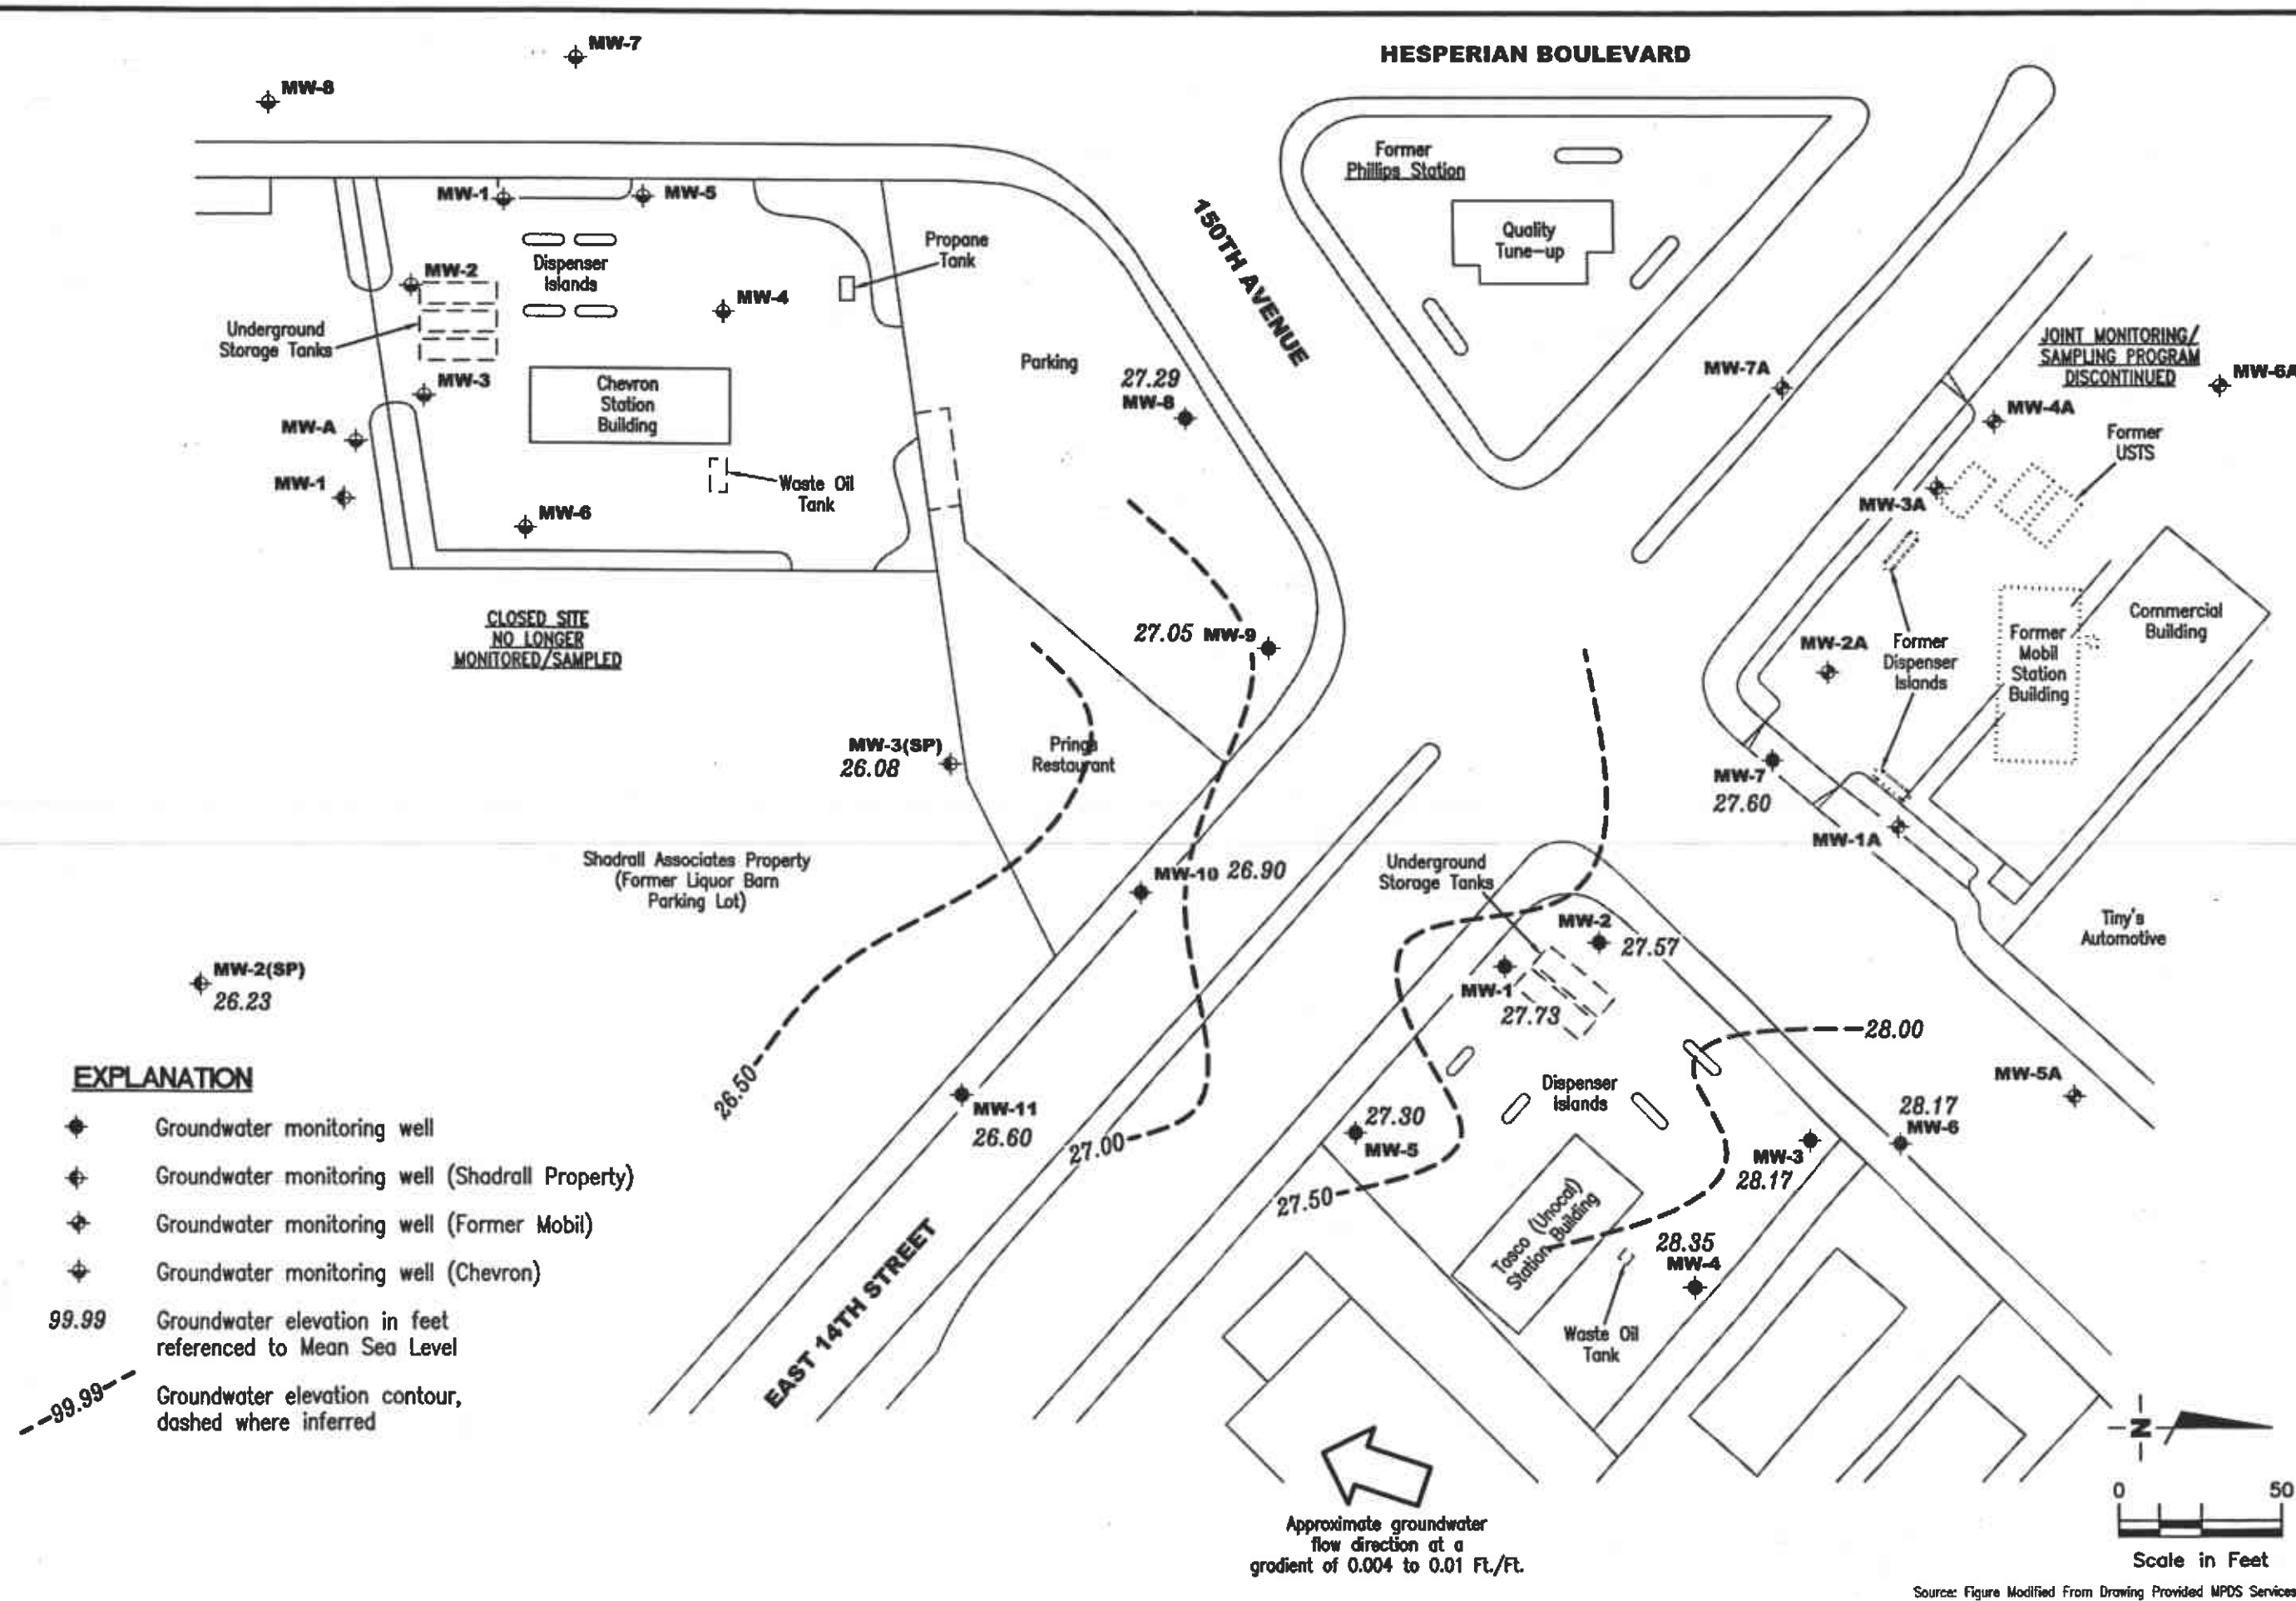 HESPERIAN BOULEVARD
MW-7
MW-8
MW-1
MW-5
MW-2
Dispenser
Islands
Propane
Tank
MW-4
Underground
Storage Tanks
MW-3
Chevron
Station
Building
MW-A
MW-1
Waste Oil
Tank
MW-6
CLOSED SITE
NO LONGER
MONITORED/SAMPLED
Parking
27.29
MW-8
150TH AVENUE
Former
Phillips Station
Quality
Tune-up
MW-7A
JOINT MONITORING/
SAMPLING PROGRAM
DISCONTINUED
MW-6A
MW-4A
Former
USTS
MW-3A
Commercial
Building
MW-2A
Former
Dispenser
Islands
Former
Mobil
Station
Building
27.05 MW-9
MW-3(SP)
26.08
Prings
Restaurant
MW-7
27.60
MW-1A
Shadrall Associates Property
(Former Liquor Barn
Parking Lot)
MW-10 26.90
Underground
Storage Tanks
MW-2
27.57
MW-1
27.73
Tiny's
Automotive
MW-2(SP)
26.23
28.00
MW-5A
26.50
MW-11
26.60
27.00
27.30
MW-5
27.50
Dispenser
Islands
28.17
MW-6
MW-3
28.17
Tosco (Unocal)
Station Building
28.35
MW-4
Waste Oil
Tank
EAST 14TH STREET
EXPLANATION
Groundwater monitoring well
Groundwater monitoring well (Shadrall Property)
Groundwater monitoring well (Former Mobil)
Groundwater monitoring well (Chevron)
99.99 Groundwater elevation in feet
referenced to Mean Sea Level
99.99 Groundwater elevation contour,
dashed where inferred
Approximate groundwater
flow direction at a
gradient of 0.004 to 0.01 Ft./Ft.
N
0 50
Scale in Feet
Source: Figure Modified From Drawing Provided MPDS Services